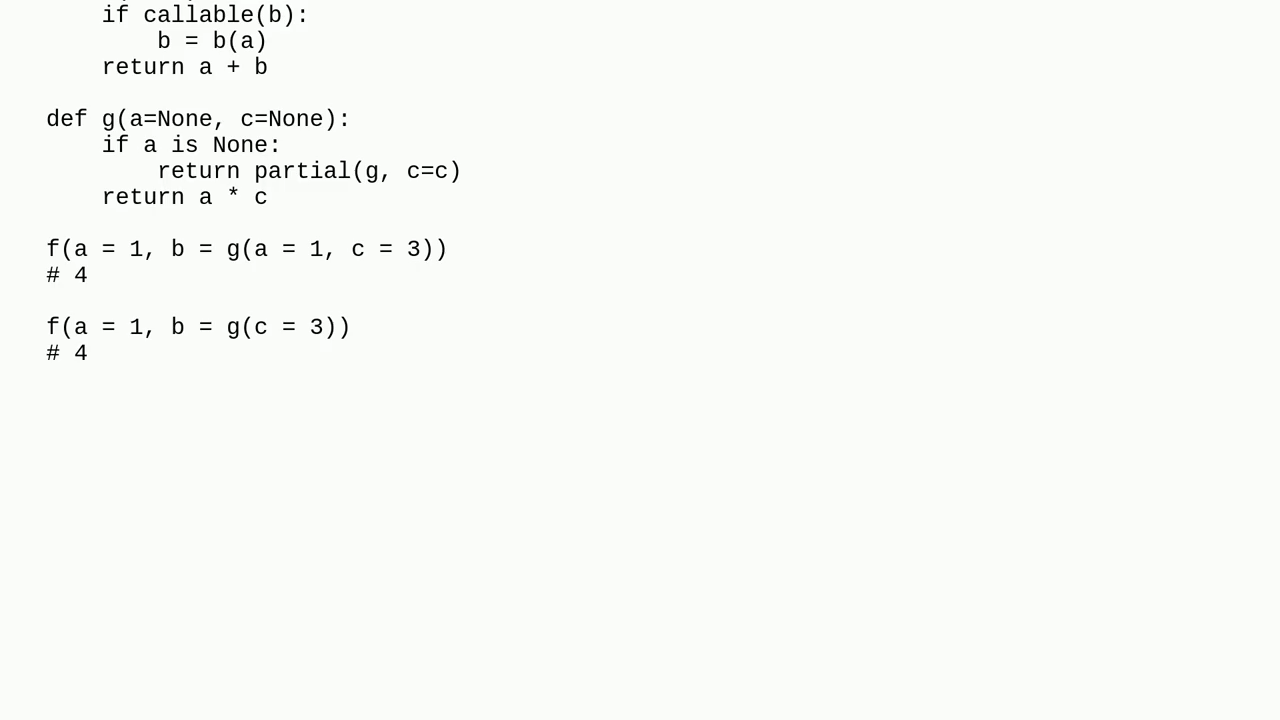 if callable(b):
b = b(a)
return a + b
def g(a=None, c=None):
if a is None:
return partial(g, c=c)
return a * c
f(a = 1, b = g(a = 1, c = 3))
# 4
f(a = 1, b = g(c = 3))
# 4